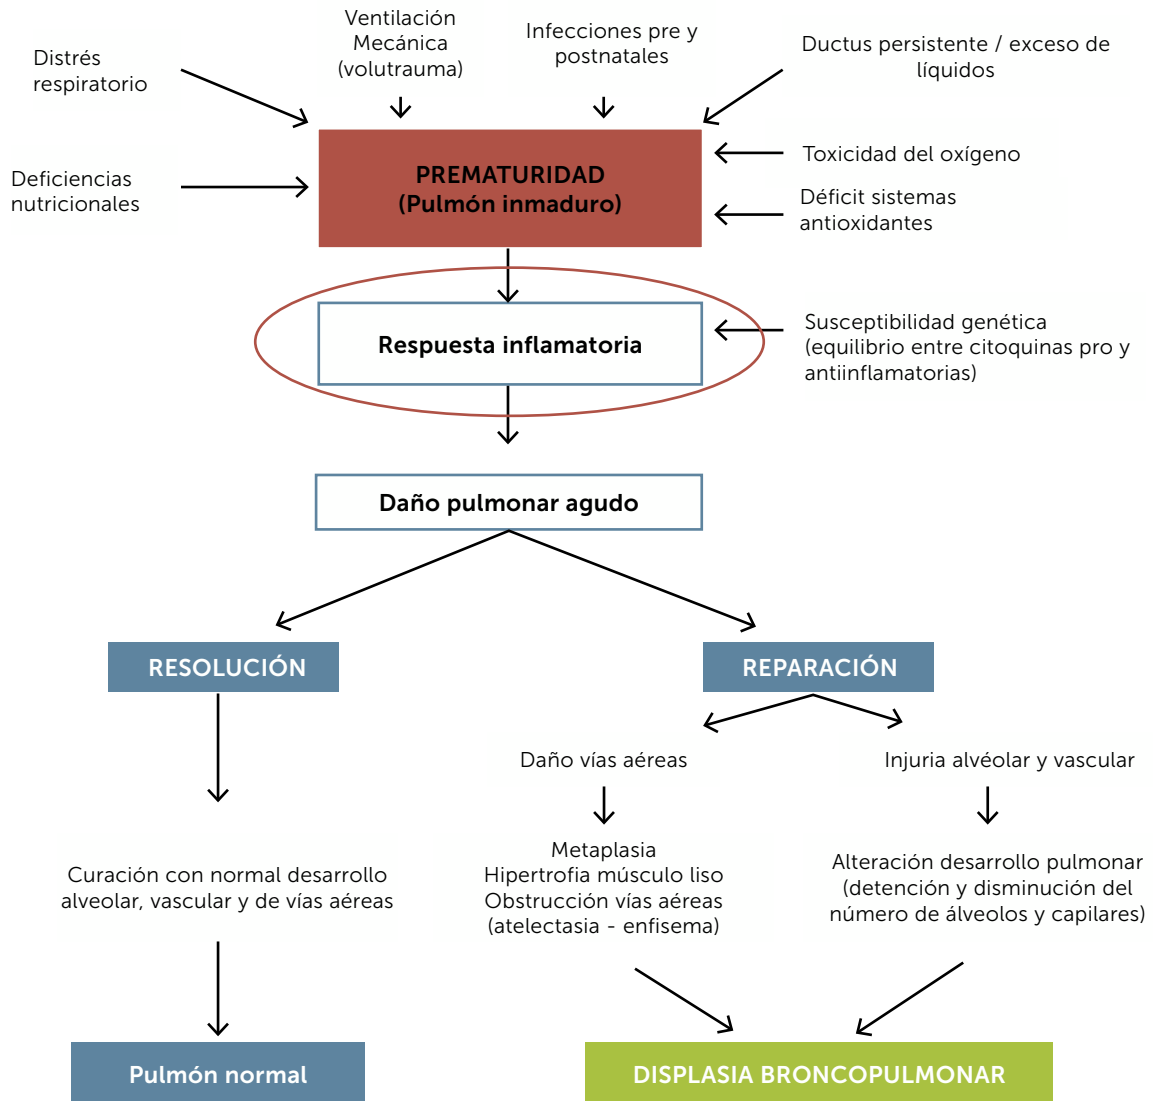 Ventilación
Mecánica
(volutrauma)
Infecciones pre y
postnatales
Ductus persistente / exceso de
líquidos
Distrés
respiratorio
Toxicidad del oxígeno
Deficiencias
nutricionales
PREMATURIDAD
(Pulmón inmaduro)
Déficit sistemas
antioxidantes
Respuesta inflamatoria
Susceptibilidad genética
(equilibrio entre citoquinas pro y
antiinflamatorias)
Daño pulmonar agudo
RESOLUCIÓN
REPARACIÓN
Daño vías aéreas
Injuria alvéolar y vascular
Curación con normal desarrollo
alveolar, vascular y de vías aéreas
Metaplasia
Hipertrofia músculo liso
Obstrucción vías aéreas
(atelectasia - enfisema)
Alteración desarrollo pulmonar
(detención y disminución del
número de álveolos y capilares)
Pulmón normal
DISPLASIA BRONCOPULMONAR